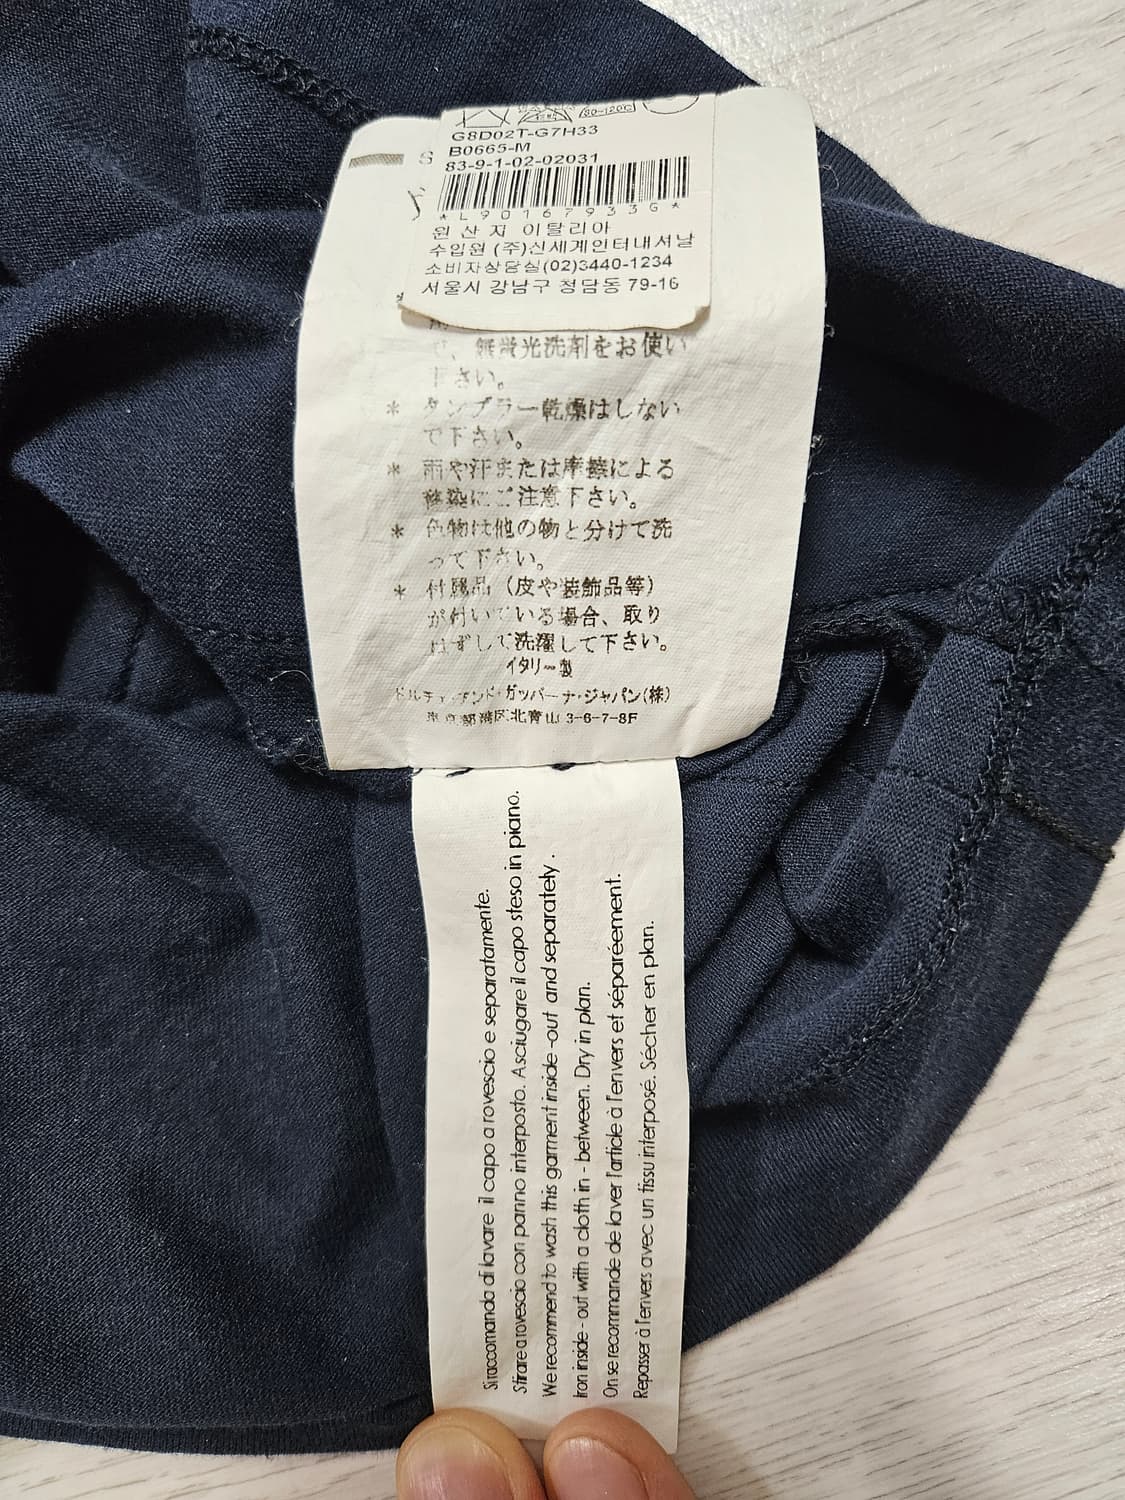 80-120℃
G8D02T-G7H33
B0665-M
83-9-1-02-02031
*L90167933G*
원산지 이탈리아
수입원 (주)신세계인터내셔날
소비자상담실(02)3440-1234
서울시 강남구 청담동 79-16
S
、無蛍光洗剤をお使い
下さい。
* タンブラー乾燥はしない
で下さい。
* 雨や汗または摩擦による
移染にご注意下さい。
* 色物は他の物と分けて洗
って下さい。
* 付属品(皮や装飾品等)
が付いている場合、取り
はずして洗濯して下さい。
イタリー製
ドルチェアンド・ガッバーナ・ジャパン(株)
東京都港区北青山3-6-7-8F
Si raccomanda di lavare il capo a rovescio e separatamente.
Stirare a rovescio con panno interposto. Asciugare il capo steso in piano.
We recommend to wash this garment inside -out and separately.
Iron inside - out with a cloth in - between. Dry in plan.
On se recommande de laver l'article à l'envers et séparéement.
Repasser à l'envers avec un tissu interposé. Sécher en plan.